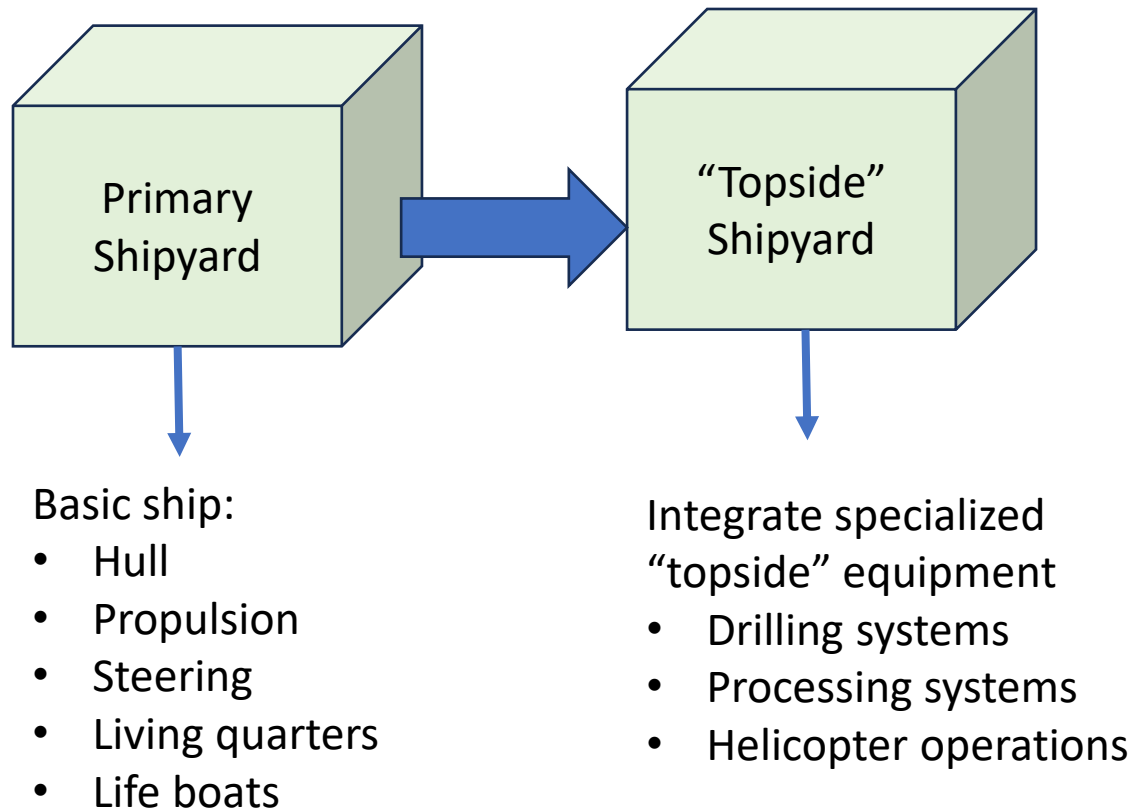 Primary
Shipyard
“Topside”
Shipyard
Basic ship:
• Hull
• Propulsion
• Steering
• Living quarters
• Life boats
Integrate specialized
“topside” equipment
• Drilling systems
• Processing systems
• Helicopter operations